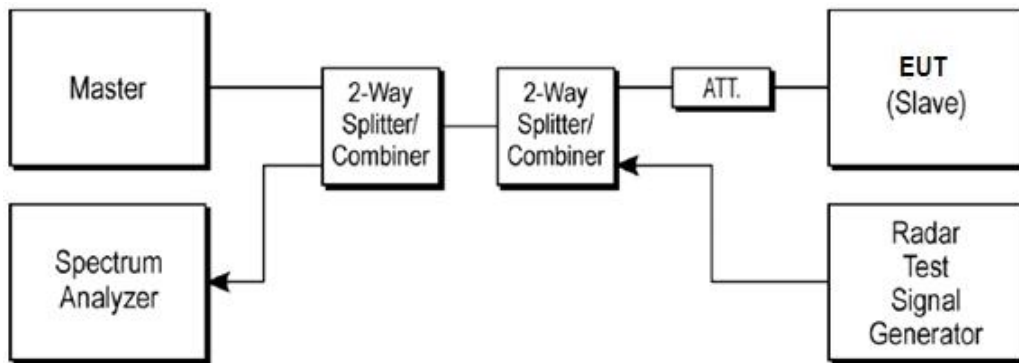 Master
2-Way
Splitter/
Combiner
2-Way
Splitter/
Combiner
ATT.
EUT
(Slave)
Spectrum
Analyzer
Radar
Test
Signal
Generator